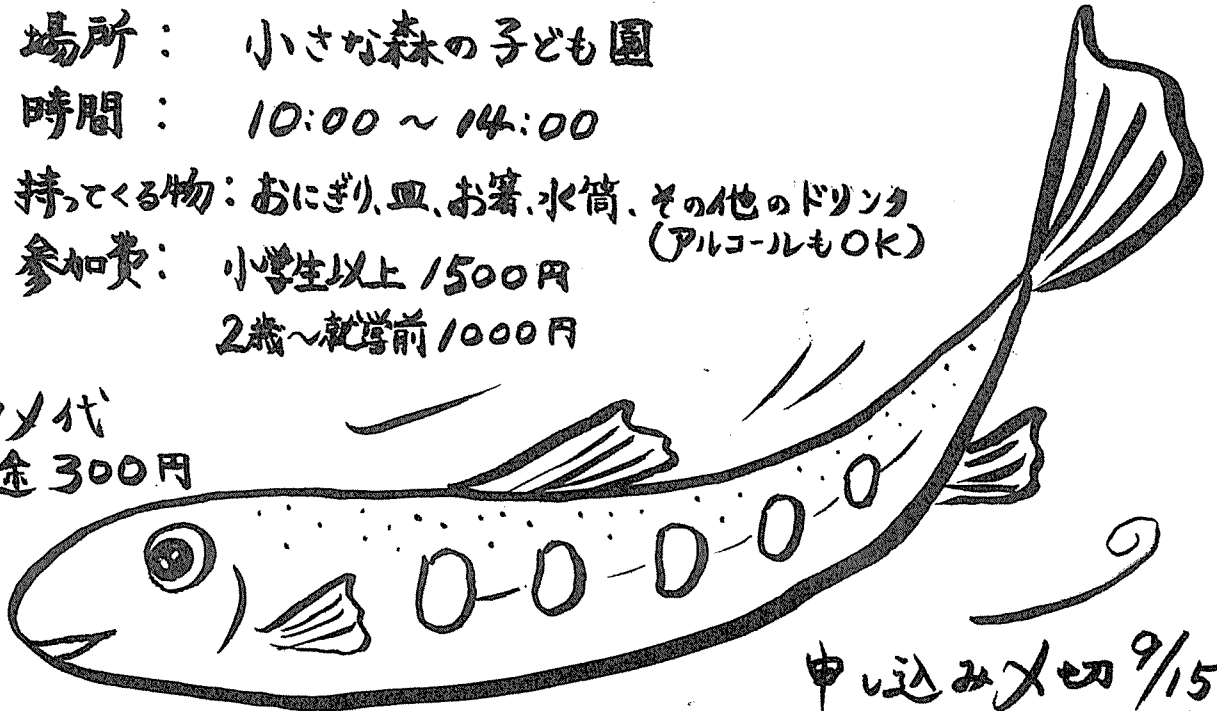 場所： 小さな森の子ども園
時間： 10:00 ～ 14:00
持ってくる物：おにぎり、皿、お箸、水筒、その他のドリンク
（アルコールもOK）
参加費： 小学生以上 1500円
2歳～就学前 1000円
メ代
途 300円
申し込み〆切 9/15